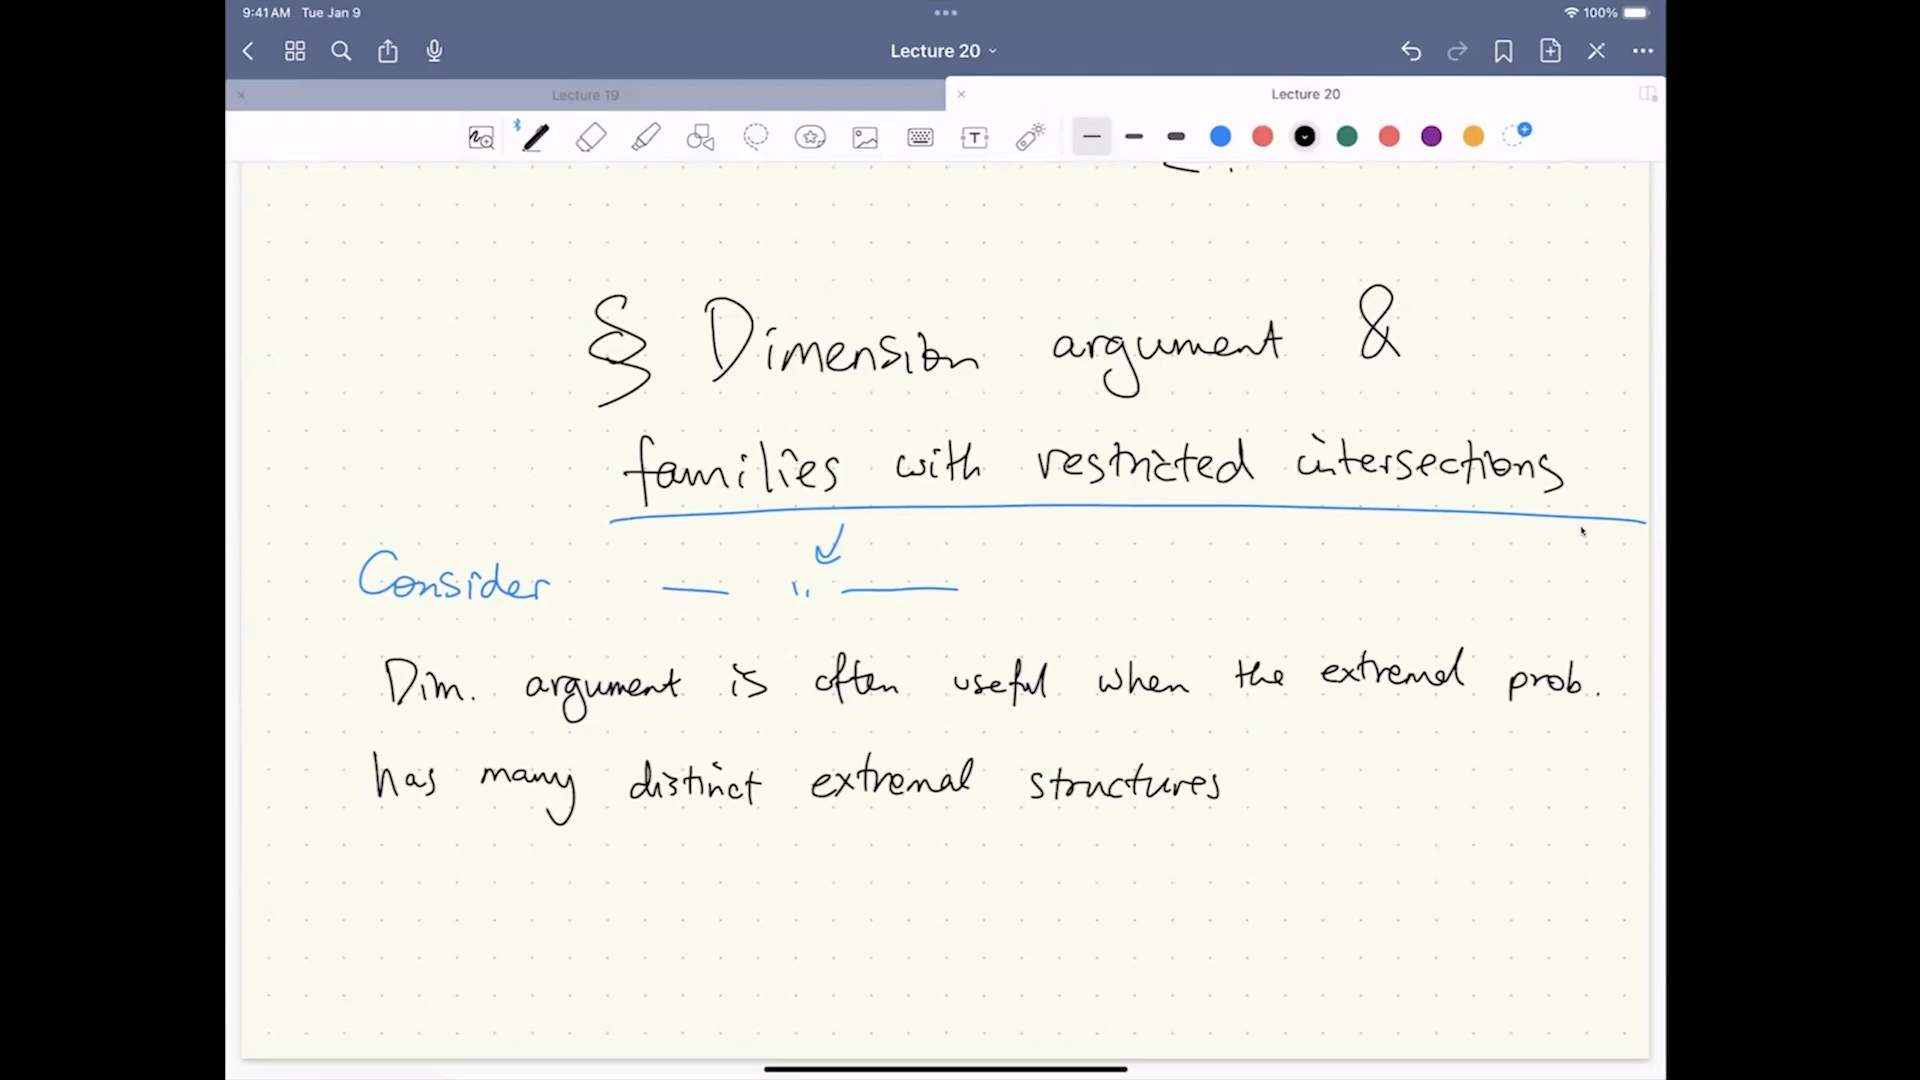 9:41 AM Tue Jan 9
100%
Lecture 20
Lecture 19
Lecture 20
T
§ Dimension argument &
families with restricted intersections
Consider
Dim. argument is often useful when the extremal prob.
has many distinct extremal structures